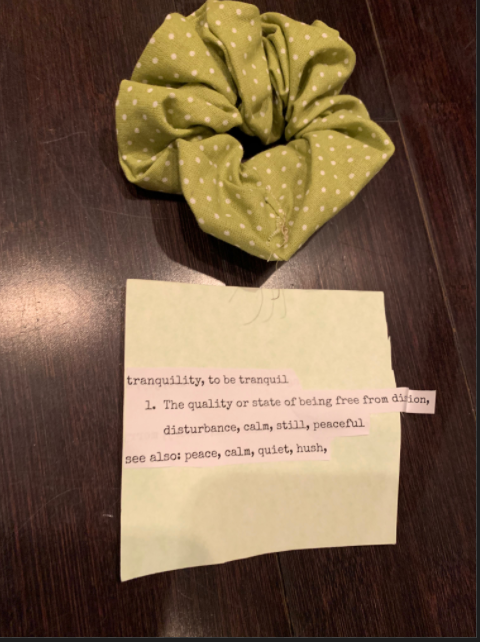 tranquility, to be tranquil
1. The quality or state of being free from
disturbance, calm, still, peaceful
see also: peace, calm, quiet, hush,